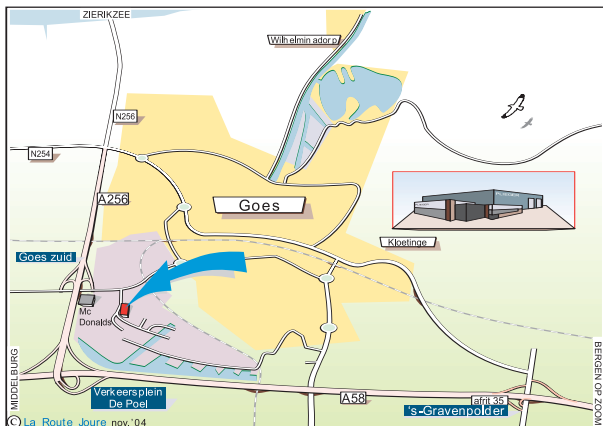 ZIERIKZEE
Wilhelminadorp
N256
N254
A256
Goes
Kloetinge
Goes zuid
Mc
Donalds
MIDDELBURG
BERGEN OP ZOOM
Verkeersplein
De Poel
A58
afrit 35
's-Gravenpolder
© La Route Joure nov.'04